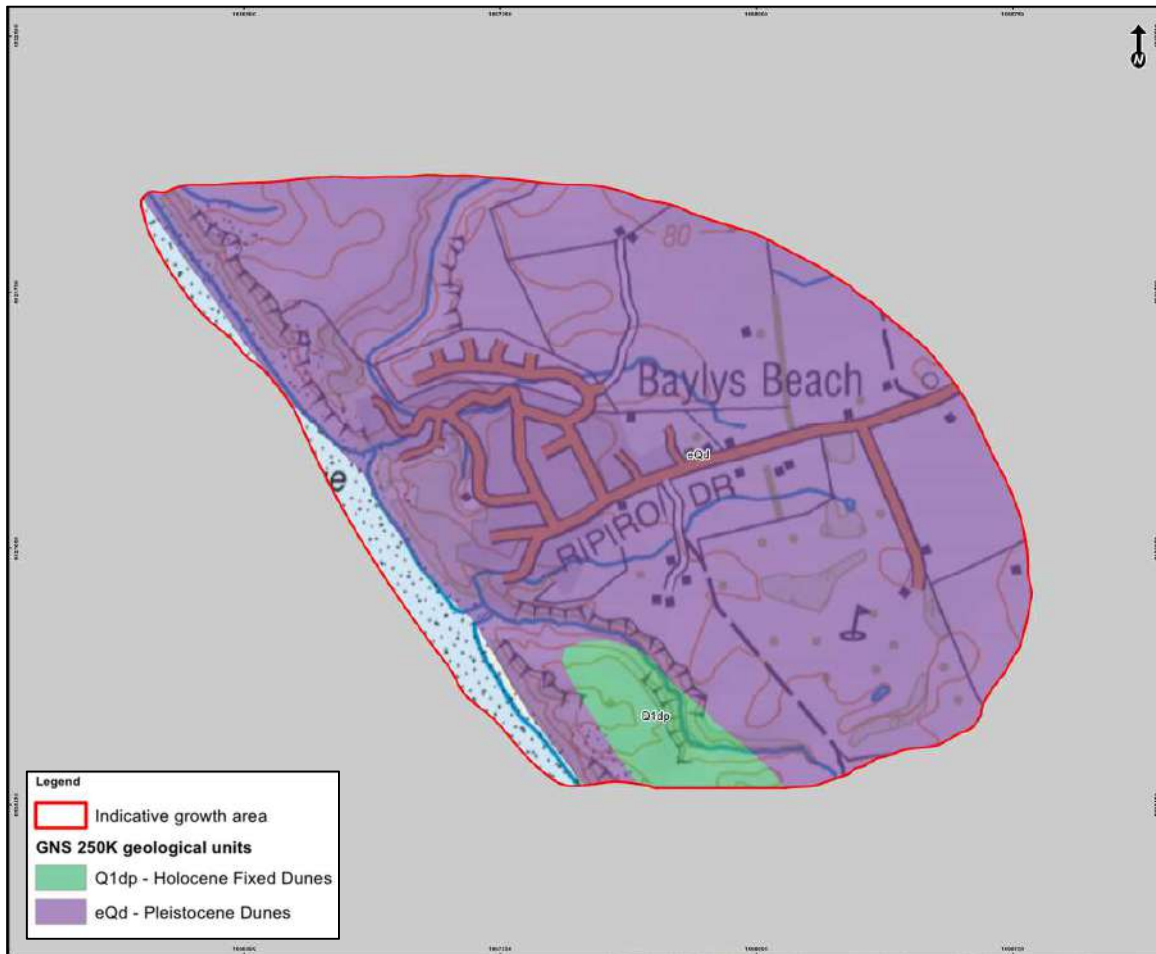 N
80
Baylys Beach
eQd
e
RIPIROI DR
Q1dp
Legend
Indicative growth area
GNS 250K geological units
Q1dp - Holocene Fixed Dunes
eQd - Pleistocene Dunes